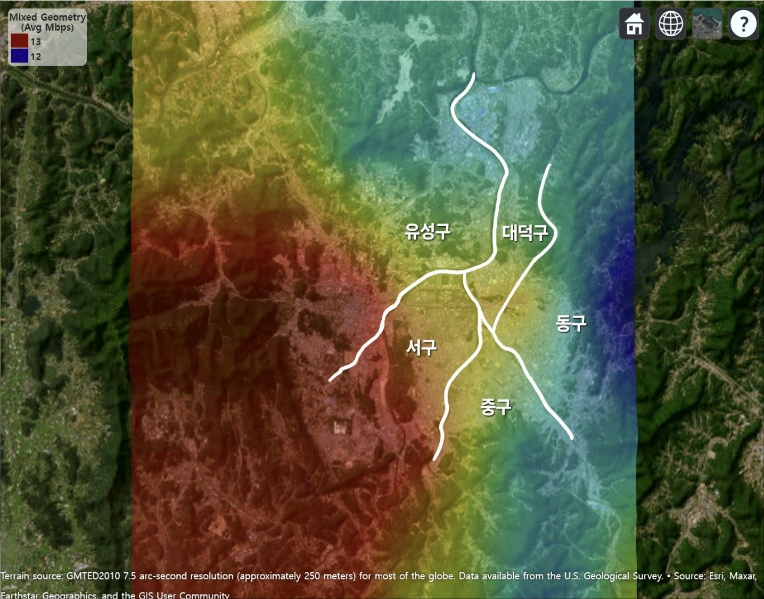 Mixed Geometry
(Avg Mbps)
13
12
?
유성구
대덕구
동구
서구
중구
Terrain source: GMTED2010 7.5 arc-second resolution (approximately 250 meters) for most of the globe. Data available from the U.S. Geological Survey. • Source: Esri, Maxar,
Earthstar Geographics, and the GIS User Community